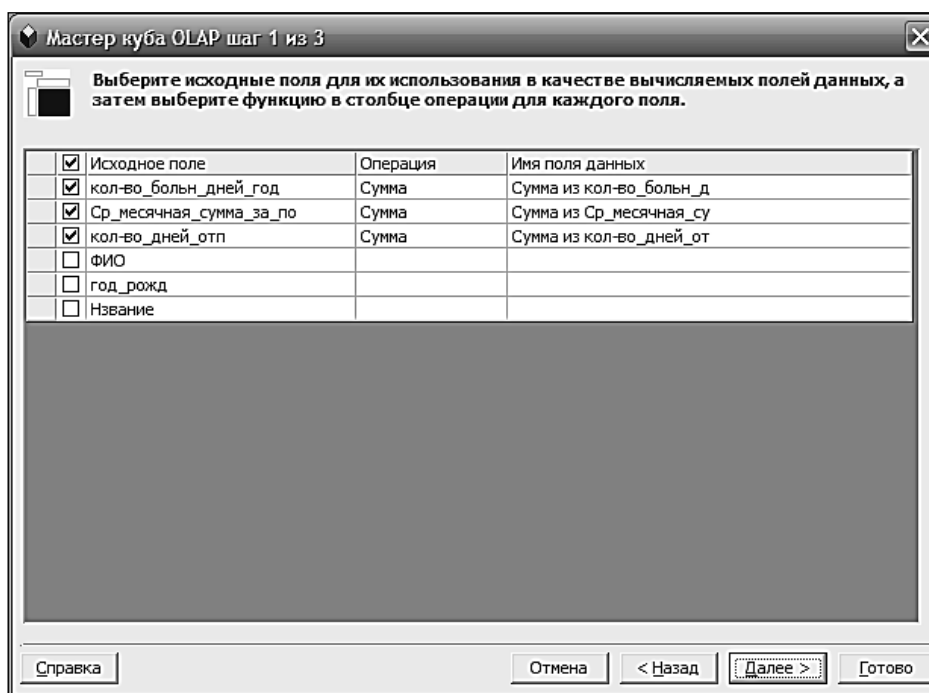 Мастер куба OLAP шаг 1 из 3
Выберите исходные поля для их использования в качестве вычисляемых полей данных, а
затем выберите функцию в столбце операции для каждого поля.
Исходное поле Операция Имя поля данных
кол-во_больн_дней_год Сумма Сумма из кол-во_больн_д
Ср_месячная_сумма_за_по Сумма Сумма из Ср_месячная_су
кол-во_дней_отп Сумма Сумма из кол-во_дней_от
ФИО
год_рожд
Нзвание
Справка Отмена < Назад Далее > Готово